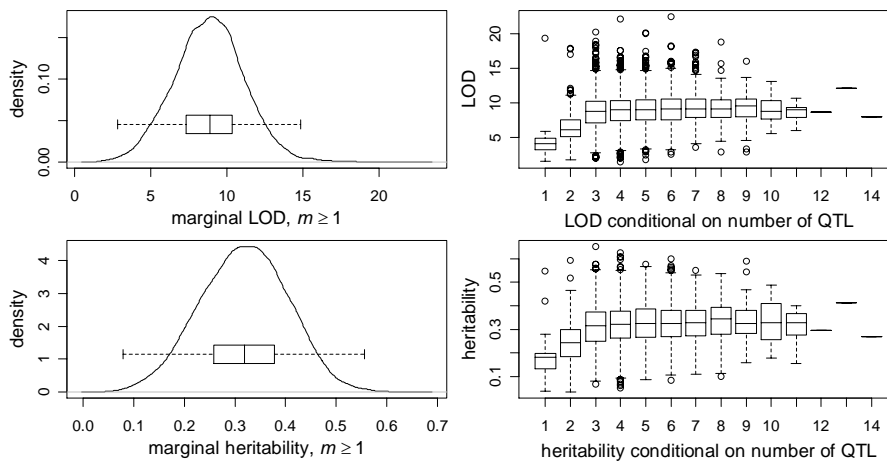 density
0.00
0.15
0
5
10
15
20
marginal LOD, m ≥ 1
LOD
5
10
15
20
1 2 3 4 5 6 7 8 9 10 12 14
LOD conditional on number of QTL
density
0
1
2
3
4
0.0 0.1 0.2 0.3 0.4 0.5 0.6 0.7
marginal heritability, m ≥ 1
heritability
0.1
0.3
0.5
1 2 3 4 5 6 7 8 9 10 12 14
heritability conditional on number of QTL